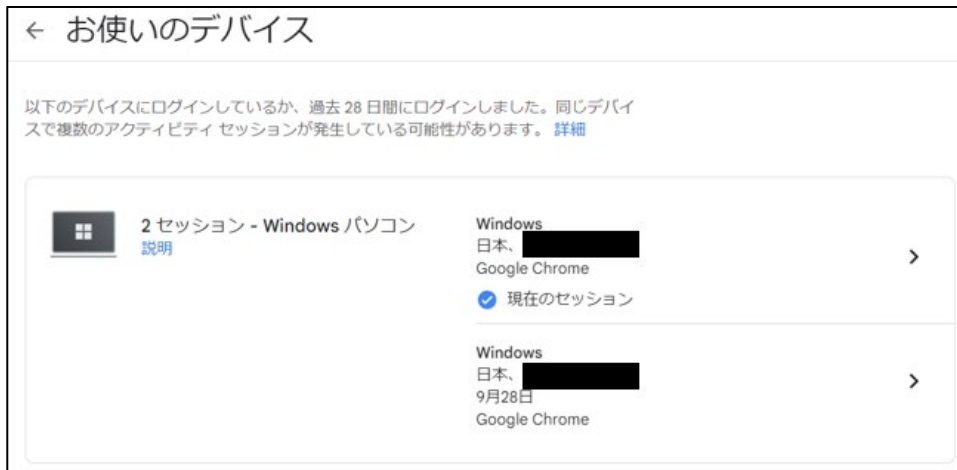 お使いのデバイス
以下のデバイスにログインしているか、過去 28 日間にログインしました。同じデバイ
スで複数のアクティビティ セッションが発生している可能性があります。 詳細
2 セッション - Windows パソコン
説明
Windows
日本、
Google Chrome
現在のセッション
Windows
日本、
9月28日
Google Chrome